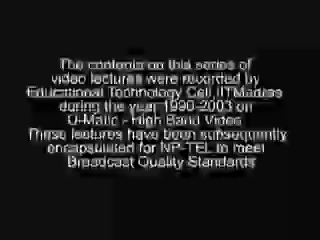 The contents on this series of
video lectures were recorded by
Educational Technology Cell, IITMadras
during the year 1990-2003 on
U-Matic - High Band Video
These lectures have been subsequently
encapsulated for NP-TEL to meet
Broadcast Quality Standards